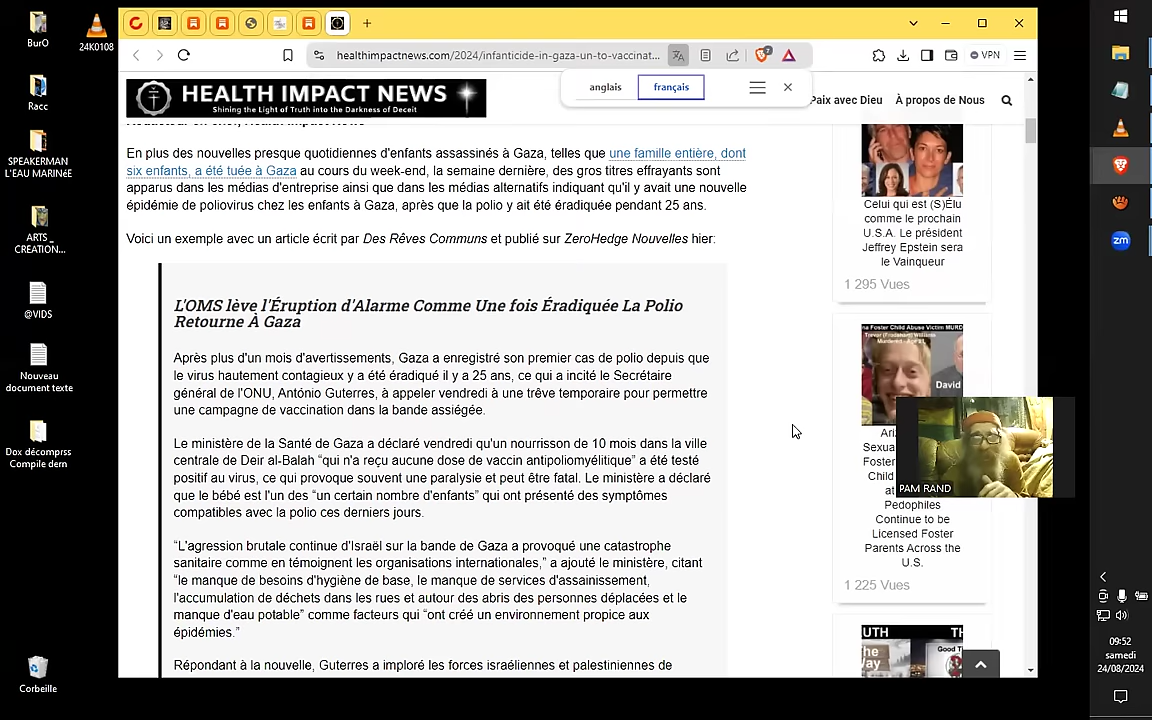 BurO
24K0108
Racc
SPEAKERMAN
L'EAU MARINéE
ARTS _
CREATION...
@VIDS
Nouveau
document texte
Dox décomprss
Compile dern
Corbeille
healthimpactnews.com/2024/infanticide-in-gaza-un-to-vaccinat...
VPN
anglais
français
HEALTH IMPACT NEWS
Shining the Light of Truth into the Darkness of Deceit
Paix avec Dieu
À propos de Nous
En plus des nouvelles presque quotidiennes d'enfants assassinés à Gaza, telles que une famille entière, dont
six enfants, a été tuée à Gaza au cours du week-end, la semaine dernière, des gros titres effrayants sont
apparus dans les médias d'entreprise ainsi que dans les médias alternatifs indiquant qu'il y avait une nouvelle
épidémie de poliovirus chez les enfants à Gaza, après que la polio y ait été éradiquée pendant 25 ans.
Voici un exemple avec un article écrit par Des Rêves Communs et publié sur ZeroHedge Nouvelles hier:
L'OMS lève l'Éruption d'Alarme Comme Une fois Éradiquée La Polio
Retourne À Gaza
Après plus d'un mois d'avertissements, Gaza a enregistré son premier cas de polio depuis que
le virus hautement contagieux y a été éradiqué il y a 25 ans, ce qui a incité le Secrétaire
général de l'ONU, António Guterres, à appeler vendredi à une trêve temporaire pour permettre
une campagne de vaccination dans la bande assiégée.
Le ministère de la Santé de Gaza a déclaré vendredi qu'un nourrisson de 10 mois dans la ville
centrale de Deir al-Balah “qui n'a reçu aucune dose de vaccin antipoliomyélitique” a été testé
positif au virus, ce qui provoque souvent une paralysie et peut être fatal. Le ministère a déclaré
que le bébé est l'un des “un certain nombre d'enfants” qui ont présenté des symptômes
compatibles avec la polio ces derniers jours.
“L'agression brutale continue d'Israël sur la bande de Gaza a provoqué une catastrophe
sanitaire comme en témoignent les organisations internationales,” a ajouté le ministère, citant
“le manque de besoins d'hygiène de base, le manque de services d'assainissement,
l'accumulation de déchets dans les rues et autour des abris des personnes déplacées et le
manque d'eau potable” comme facteurs qui “ont créé un environnement propice aux
épidémies.”
Répondant à la nouvelle, Guterres a imploré les forces israéliennes et palestiniennes de
Celui qui est (S)Élu
comme le prochain
U.S.A. Le président
Jeffrey Epstein sera
le Vainqueur
1 295 Vues
David
PAM RAND
Pedophiles
Continue to be
Licensed Foster
Parents Across the
U.S.
1 225 Vues
zm
09:52
samedi
24/08/2024